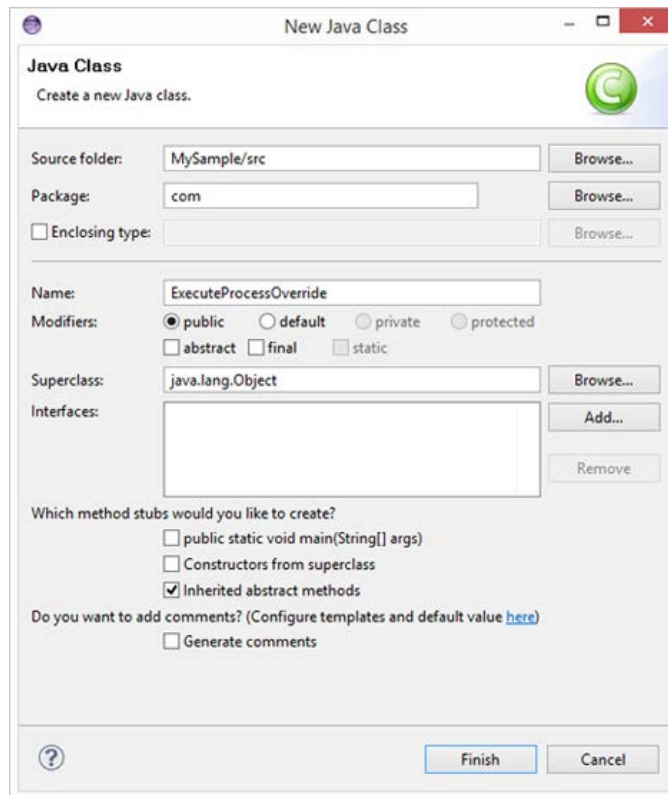 New Java Class
Java Class
Create a new Java class.
Source folder: MySample/src Browse...
Package: com Browse...
Enclosing type: Browse...
Name: ExecuteProcessOverride
Modifiers: public default private protected
abstract final static
Superclass: java.lang.Object Browse...
Interfaces: Add...
Remove
Which method stubs would you like to create?
public static void main(String[] args)
Constructors from superclass
Inherited abstract methods
Do you want to add comments? (Configure templates and default value here)
Generate comments
Finish Cancel